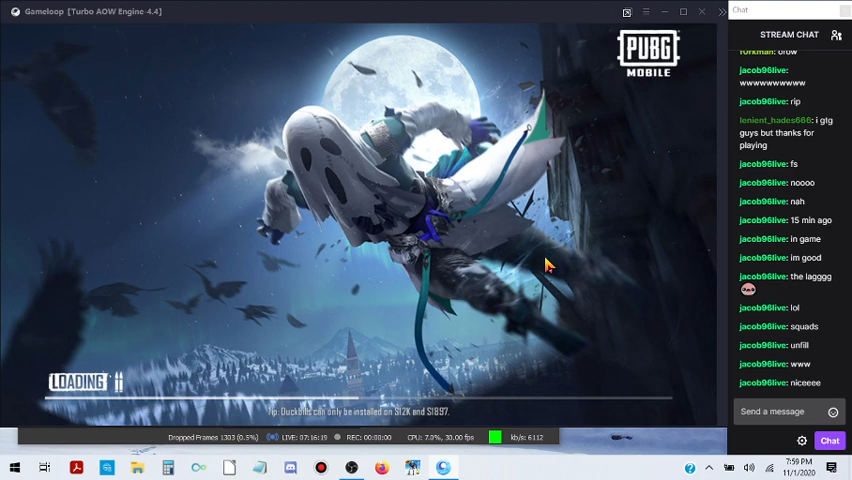 Gameloop [Turbo AOW Engine-4.4]
PUBG
MOBILE
LOADING
Tip: Duckbills can only be installed on S12K and S1897.
Dropped Frames 1303 (0.5%) LIVE: 07:16:19 REC: 00:00:00 CPU: 7.0%, 30.00 fps kb/s: 6112
Chat
STREAM CHAT
jacob96live:
wwwwwwwwww
jacob96live: rip
lenient_hades666: i gtg
guys but thanks for
playing
jacob96live: fs
jacob96live: noooo
jacob96live: nah
jacob96live: 15 min ago
jacob96live: in game
jacob96live: im good
jacob96live: the lagggg
jacob96live: lol
jacob96live: squads
jacob96live: unfill
jacob96live: www
jacob96live: niceeee
Send a message
Chat
7:59 PM
11/1/2020